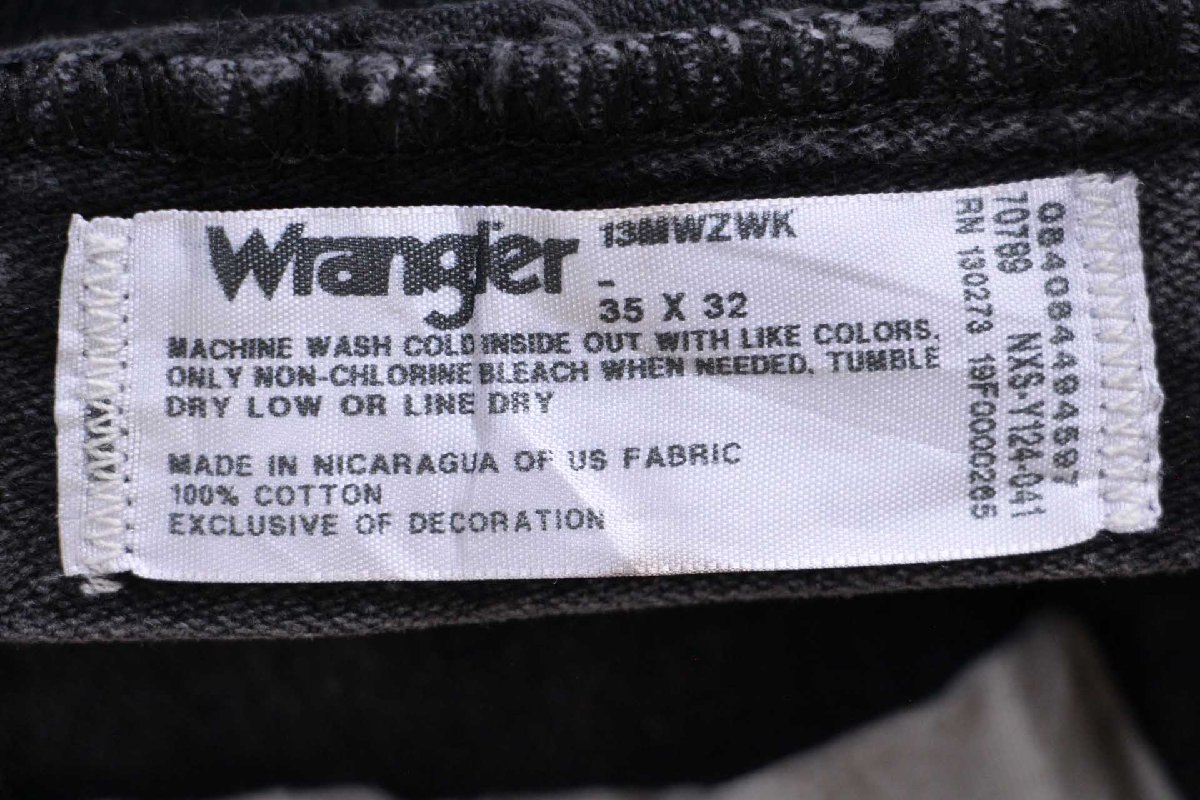 Wrangler 13MWZWK
-
35 X 32
MACHINE WASH COLD INSIDE OUT WITH LIKE COLORS.
ONLY NON-CHLORINE BLEACH WHEN NEEDED, TUMBLE
DRY LOW OR LINE DRY
MADE IN NICARAGUA OF US FABRIC
100% COTTON
EXCLUSIVE OF DECORATION
084084494597
70789 NXS-Y124-041
RN 130273 19F0000265